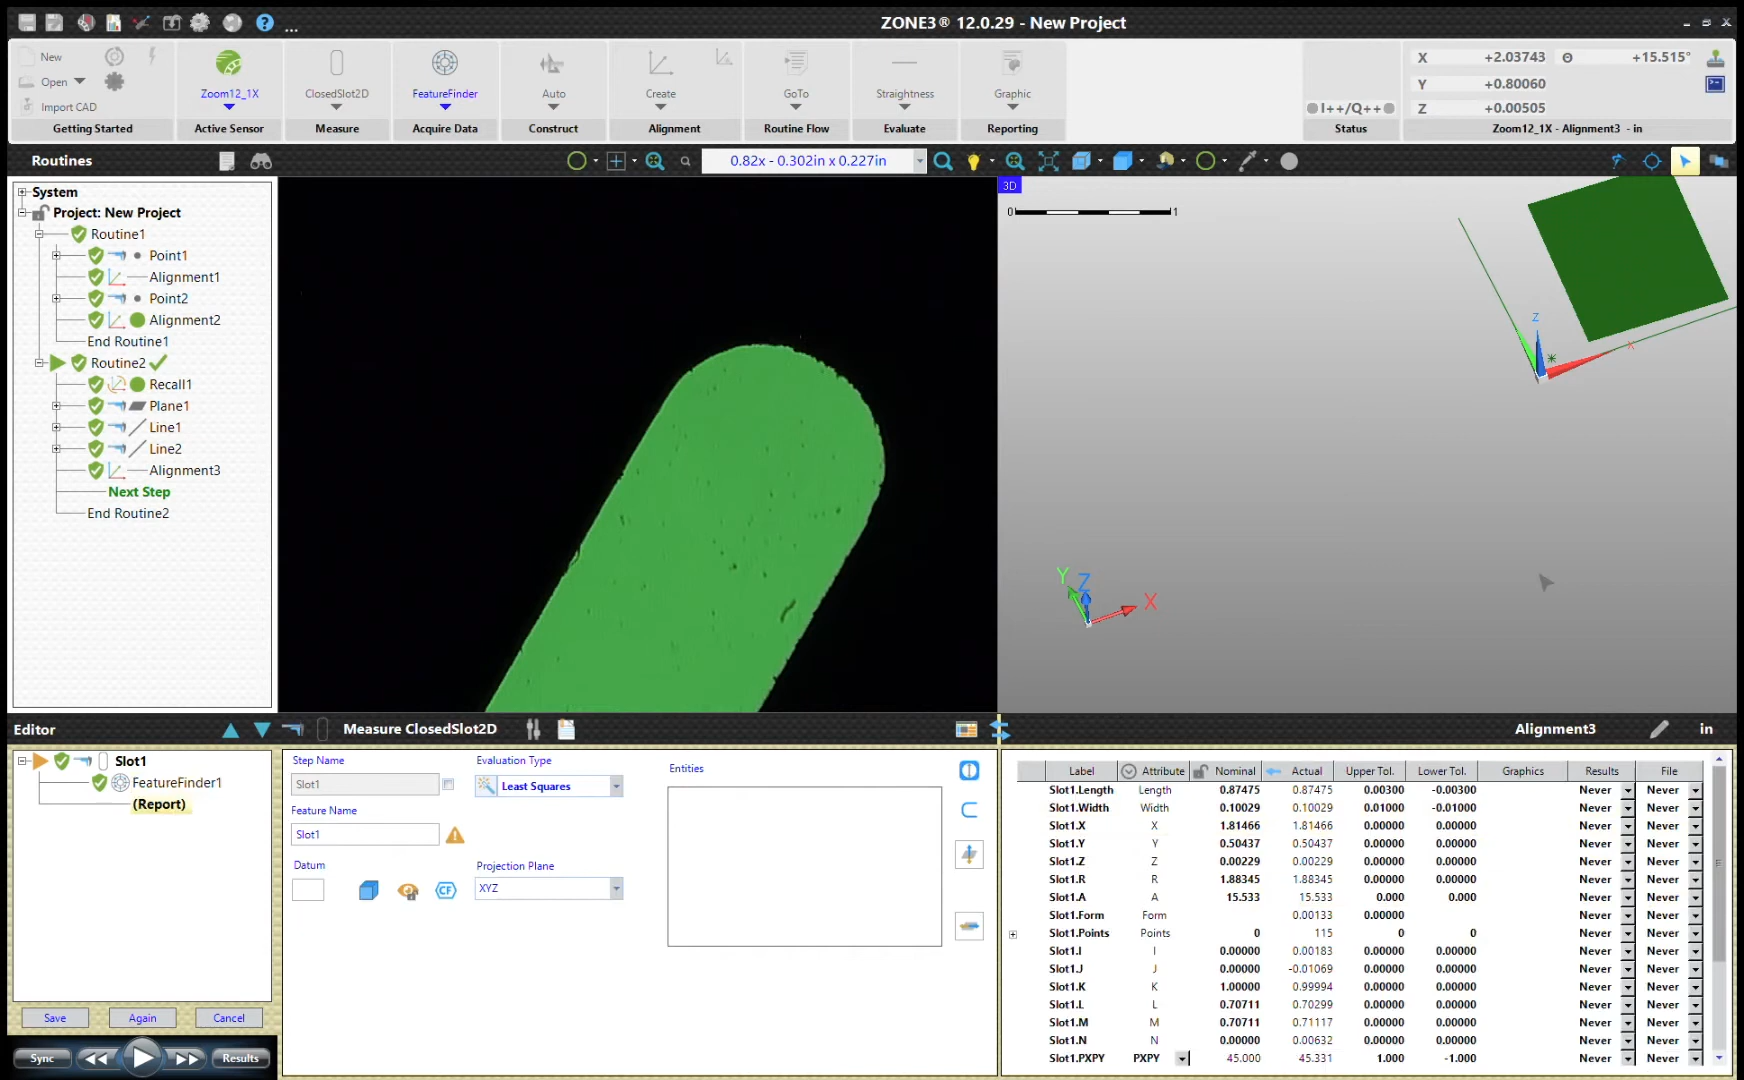 ZONE3® 12.0.29 - New Project
New
Open
Import CAD
Getting Started
Zoom12_1X
Active Sensor
ClosedSlot2D
Measure
FeatureFinder
Acquire Data
Auto
Construct
Create
Alignment
GoTo
Routine Flow
Straightness
Evaluate
Graphic
Reporting
I++/Q++
Status
X +2.03743 Θ +15.515°
Y +0.80060
Z +0.00505
Zoom12_1X - Alignment3 - in
Routines
0.82x - 0.302in x 0.227in
System
Project: New Project
Routine1
Point1
Alignment1
Point2
Alignment2
End Routine1
Routine2
Recall1
Plane1
Line1
Line2
Alignment3
Next Step
End Routine2
3D
0 1
Z
X
Y Z X
Editor
Measure ClosedSlot2D
Alignment3
in
Slot1
FeatureFinder1
(Report)
Save Again Cancel
Sync Results
Step Name
Slot1
Feature Name
Slot1
Datum
CF
Evaluation Type
Least Squares
Projection Plane
XYZ
Entities
Label Attribute Nominal Actual Upper Tol. Lower Tol. Graphics Results File
Slot1.Length Length 0.87475 0.87475 0.00300 -0.00300 Never Never
Slot1.Width Width 0.10029 0.10029 0.01000 -0.01000 Never Never
Slot1.X X 1.81466 1.81466 0.00000 0.00000 Never Never
Slot1.Y Y 0.50437 0.50437 0.00000 0.00000 Never Never
Slot1.Z Z 0.00229 0.00229 0.00000 0.00000 Never Never
Slot1.R R 1.88345 1.88345 0.00000 0.00000 Never Never
Slot1.A A 15.533 15.533 0.000 0.000 Never Never
Slot1.Form Form 0.00133 0.00000 Never Never
Slot1.Points Points 0 115 0 0 Never Never
Slot1.I I 0.00000 0.00183 0.00000 0.00000 Never Never
Slot1.J J 0.00000 -0.01069 0.00000 0.00000 Never Never
Slot1.K K 1.00000 0.99994 0.00000 0.00000 Never Never
Slot1.L L 0.70711 0.70299 0.00000 0.00000 Never Never
Slot1.M M 0.70711 0.71117 0.00000 0.00000 Never Never
Slot1.N N 0.00000 0.00632 0.00000 0.00000 Never Never
Slot1.PXPY PXPY 45.000 45.331 1.000 -1.000 Never Never